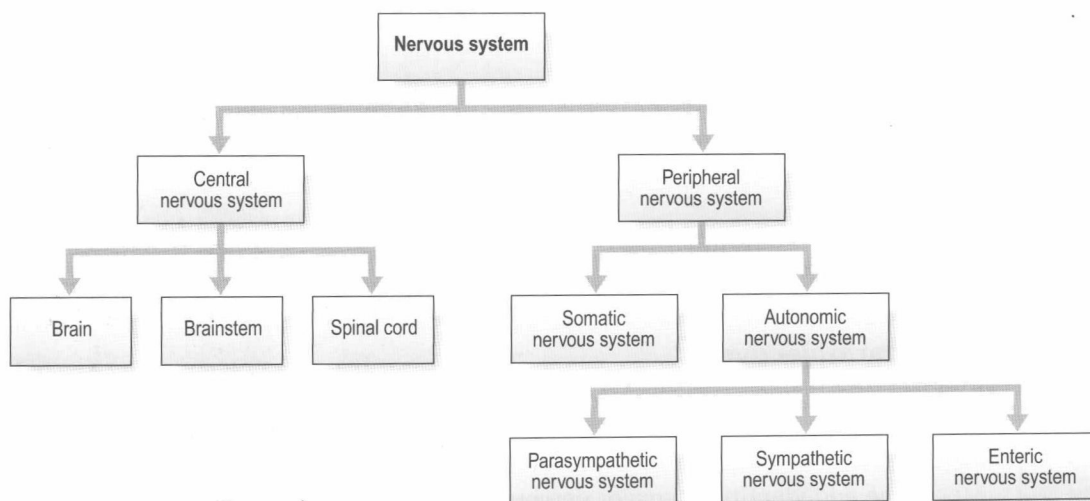 Nervous system
Central
nervous system
Peripheral
nervous system
Brain
Brainstem
Spinal cord
Somatic
nervous system
Autonomic
nervous system
Parasympathetic
nervous system
Sympathetic
nervous system
Enteric
nervous system